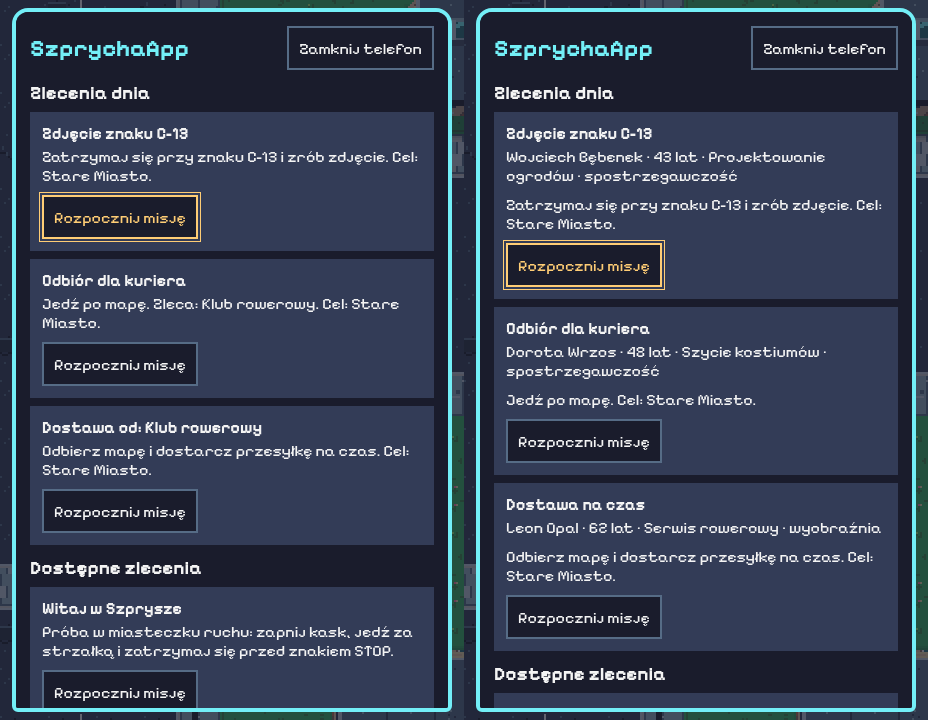 SzprychaApp
Zamknij telefon
Zlecenia dnia
Zdjęcie znaku C-13
Zatrzymaj się przy znaku C-13 i zrób zdjęcie. Cel:
Stare Miasto.
Rozpocznij misję
Odbiór dla kuriera
Jedź po mapę. Zleca: Klub rowerowy. Cel: Stare
Miasto.
Rozpocznij misję
Dostawa od: Klub rowerowy
Odbierz mapę i dostarcz przesyłkę na czas. Cel:
Stare Miasto.
Rozpocznij misję
Dostępne zlecenia
Witaj w Szprysze
Próba w miasteczku ruchu: zapnij kask, jedź za
strzałką i zatrzymaj się przed znakiem STOP.
Rozpocznij misję
SzprychaApp
Zamknij telefon
Zlecenia dnia
Zdjęcie znaku C-13
Wojciech Bębenek · 43 lat · Projektowanie
ogrodów · spostrzegawczość
Zatrzymaj się przy znaku C-13 i zrób zdjęcie. Cel:
Stare Miasto.
Rozpocznij misję
Odbiór dla kuriera
Dorota Wrzos · 48 lat · Szycie kostiumów ·
spostrzegawczość
Jedź po mapę. Cel: Stare Miasto.
Rozpocznij misję
Dostawa na czas
Leon Opal · 62 lat · Serwis rowerowy · wyobraźnia
Odbierz mapę i dostarcz przesyłkę na czas. Cel:
Stare Miasto.
Rozpocznij misję
Dostępne zlecenia